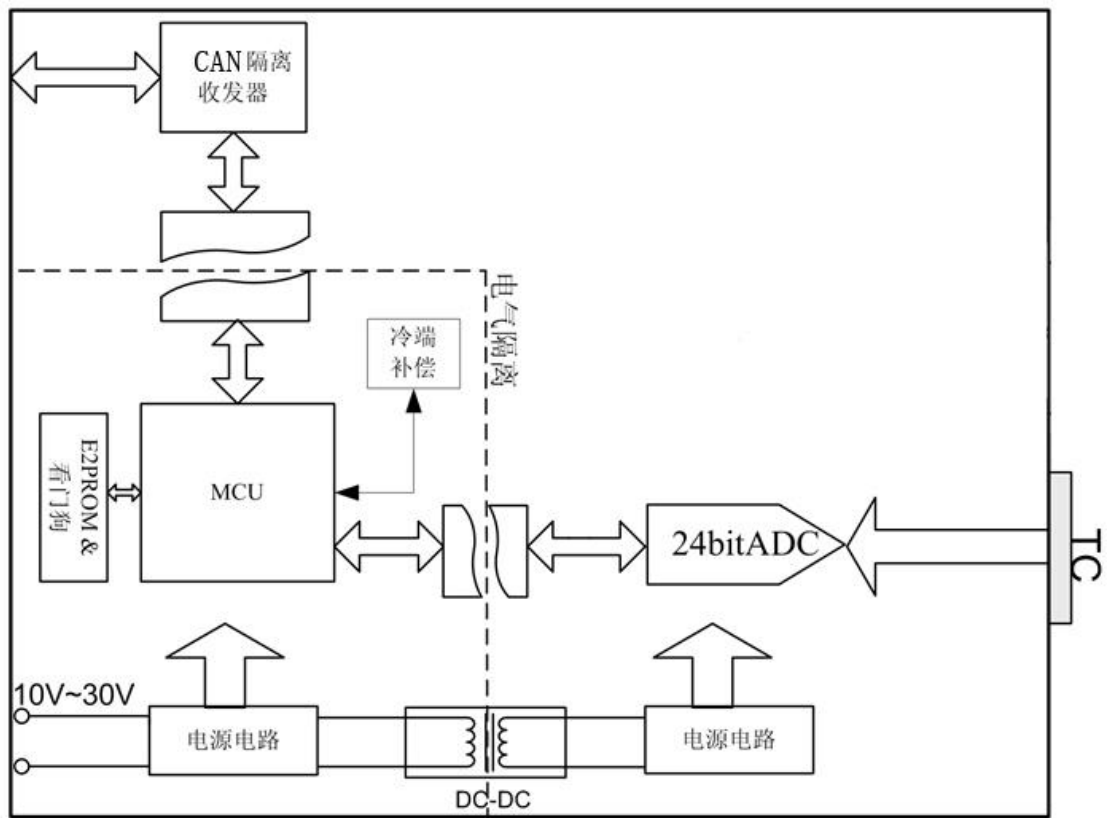 CAN隔离
收发器
电气隔离
冷端
补偿
E2PROM &
看门狗
MCU
24bitADC
TC
10V~30V
电源电路
电源电路
DC-DC